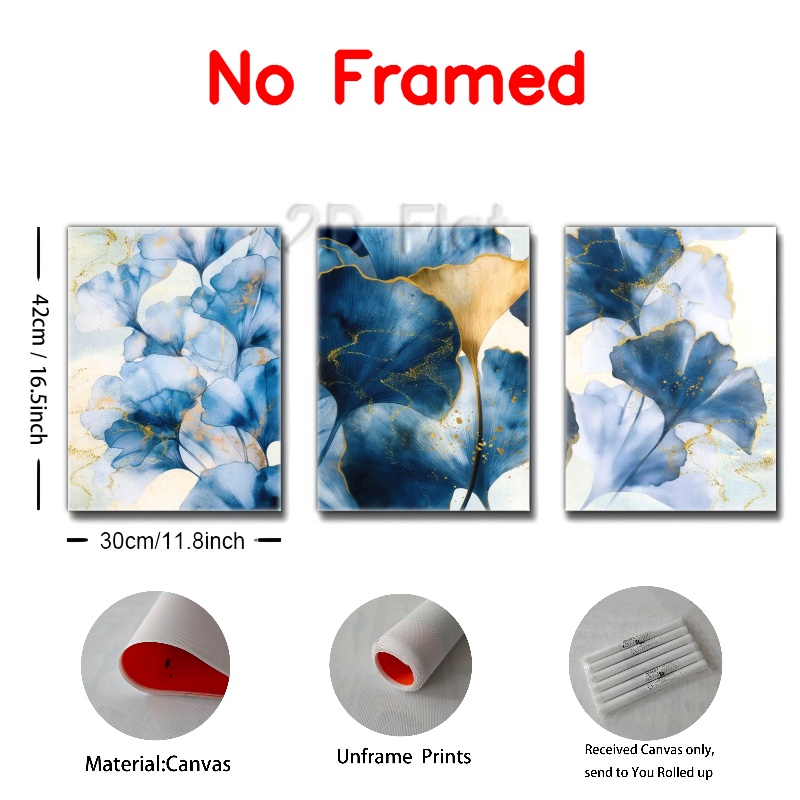 No Framed
2D Flat
42cm / 16.5inch
30cm/11.8inch
Material:Canvas
Unframe Prints
Received Canvas only,
send to You Rolled up